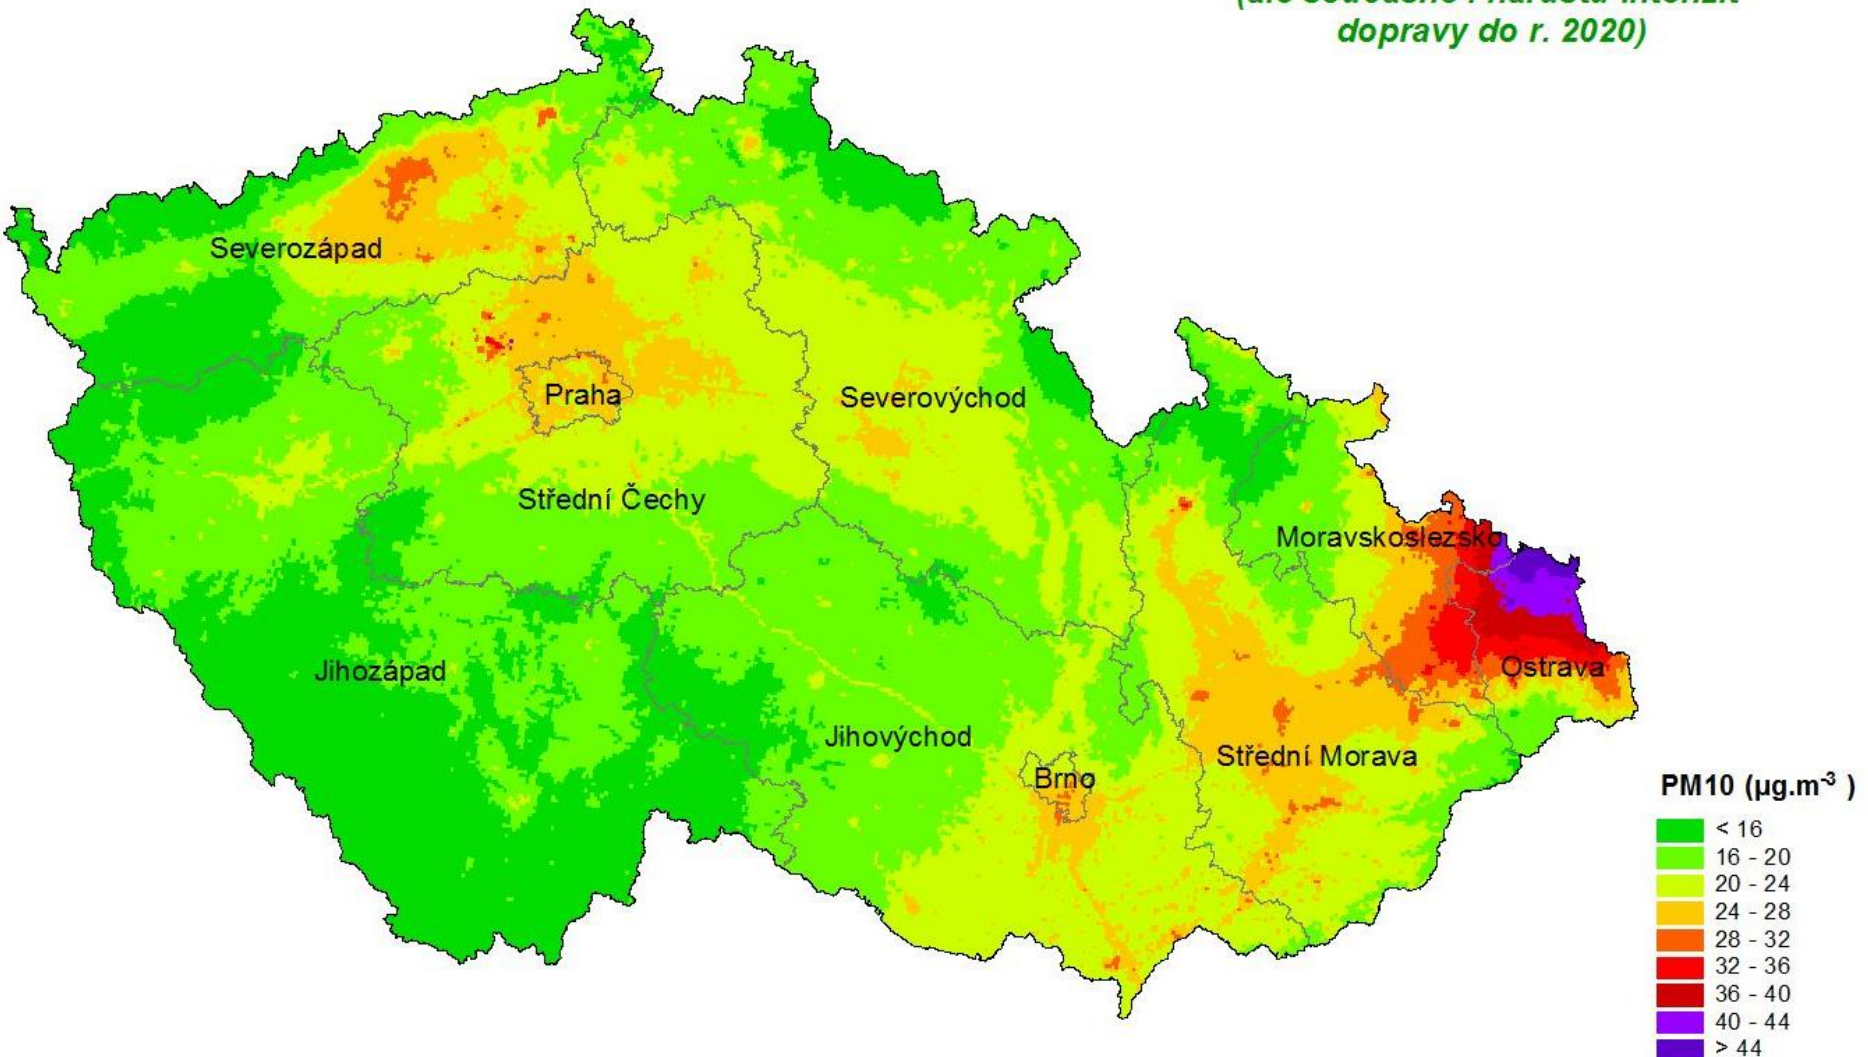 dopravy do r. 2020)
Severozápad
Praha
Severovýchod
Střední Čechy
Moravskoslezsko
Jihozápad
Ostrava
Jihovýchod
Střední Morava
Brno
PM10 (µg.m⁻³ )
< 16
16 - 20
20 - 24
24 - 28
28 - 32
32 - 36
36 - 40
40 - 44
> 44